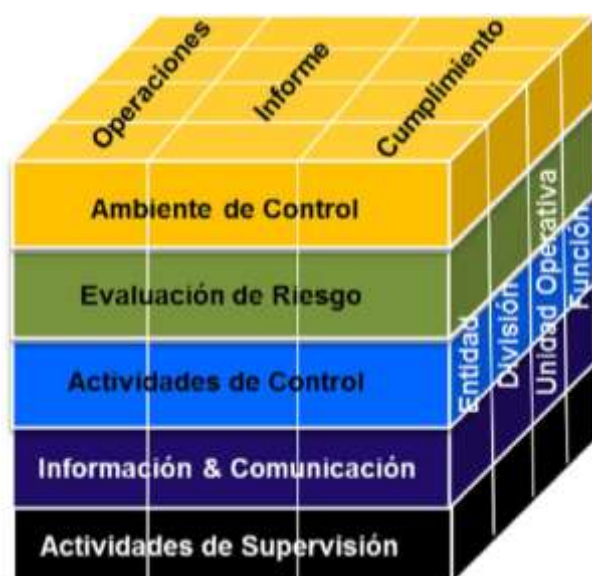 Operaciones
Informe
Cumplimiento
Ambiente de Control
Evaluación de Riesgo
Actividades de Control
Información & Comunicación
Actividades de Supervisión
Entidad
División
Unidad Operativa
Función